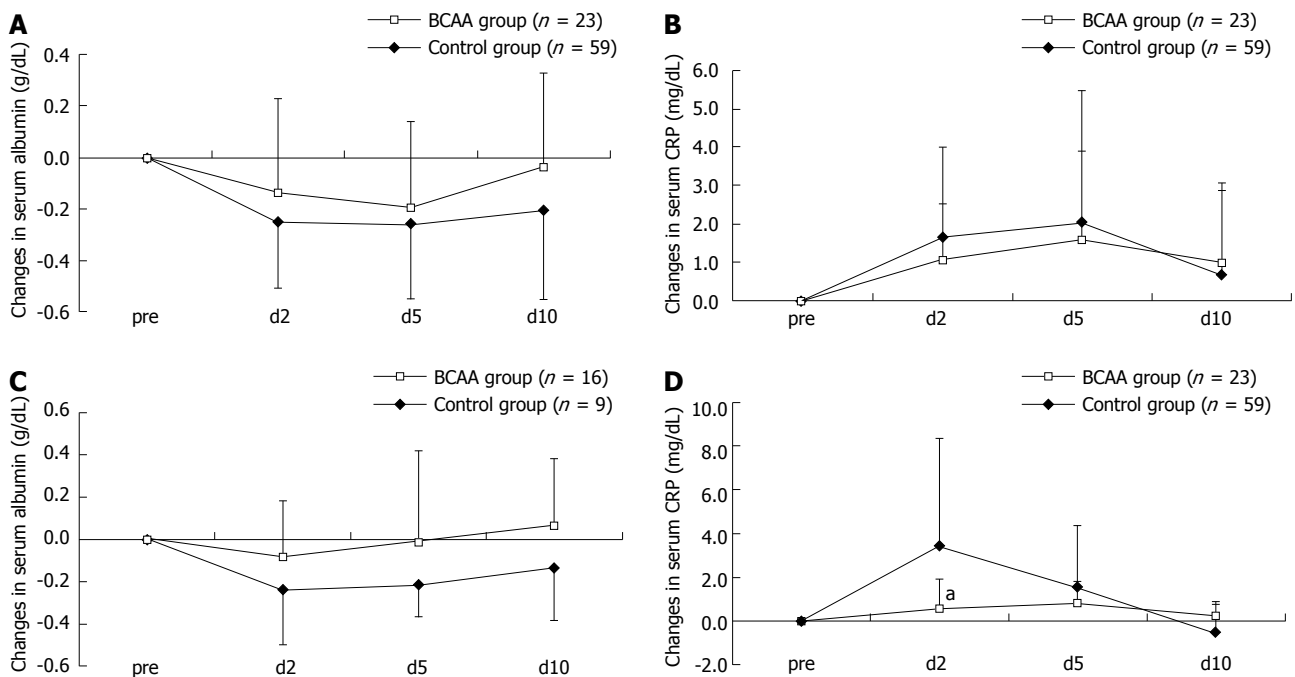 A
BCAA group (n = 23)
Control group (n = 59)
Changes in serum albumin (g/dL)
0.4
0.2
0.0
-0.2
-0.4
-0.6
pre d2 d5 d10
B
BCAA group (n = 23)
Control group (n = 59)
Changes in serum CRP (mg/dL)
6.0
5.0
4.0
3.0
2.0
1.0
0.0
pre d2 d5 d10
C
BCAA group (n = 16)
Control group (n = 9)
Changes in serum albumin (g/dL)
0.6
0.4
0.2
0.0
-0.2
-0.4
-0.6
pre d2 d5 d10
D
BCAA group (n = 23)
Control group (n = 59)
Changes in serum CRP (mg/dL)
10.0
8.0
6.0
4.0
2.0
0.0
-2.0
a
pre d2 d5 d10